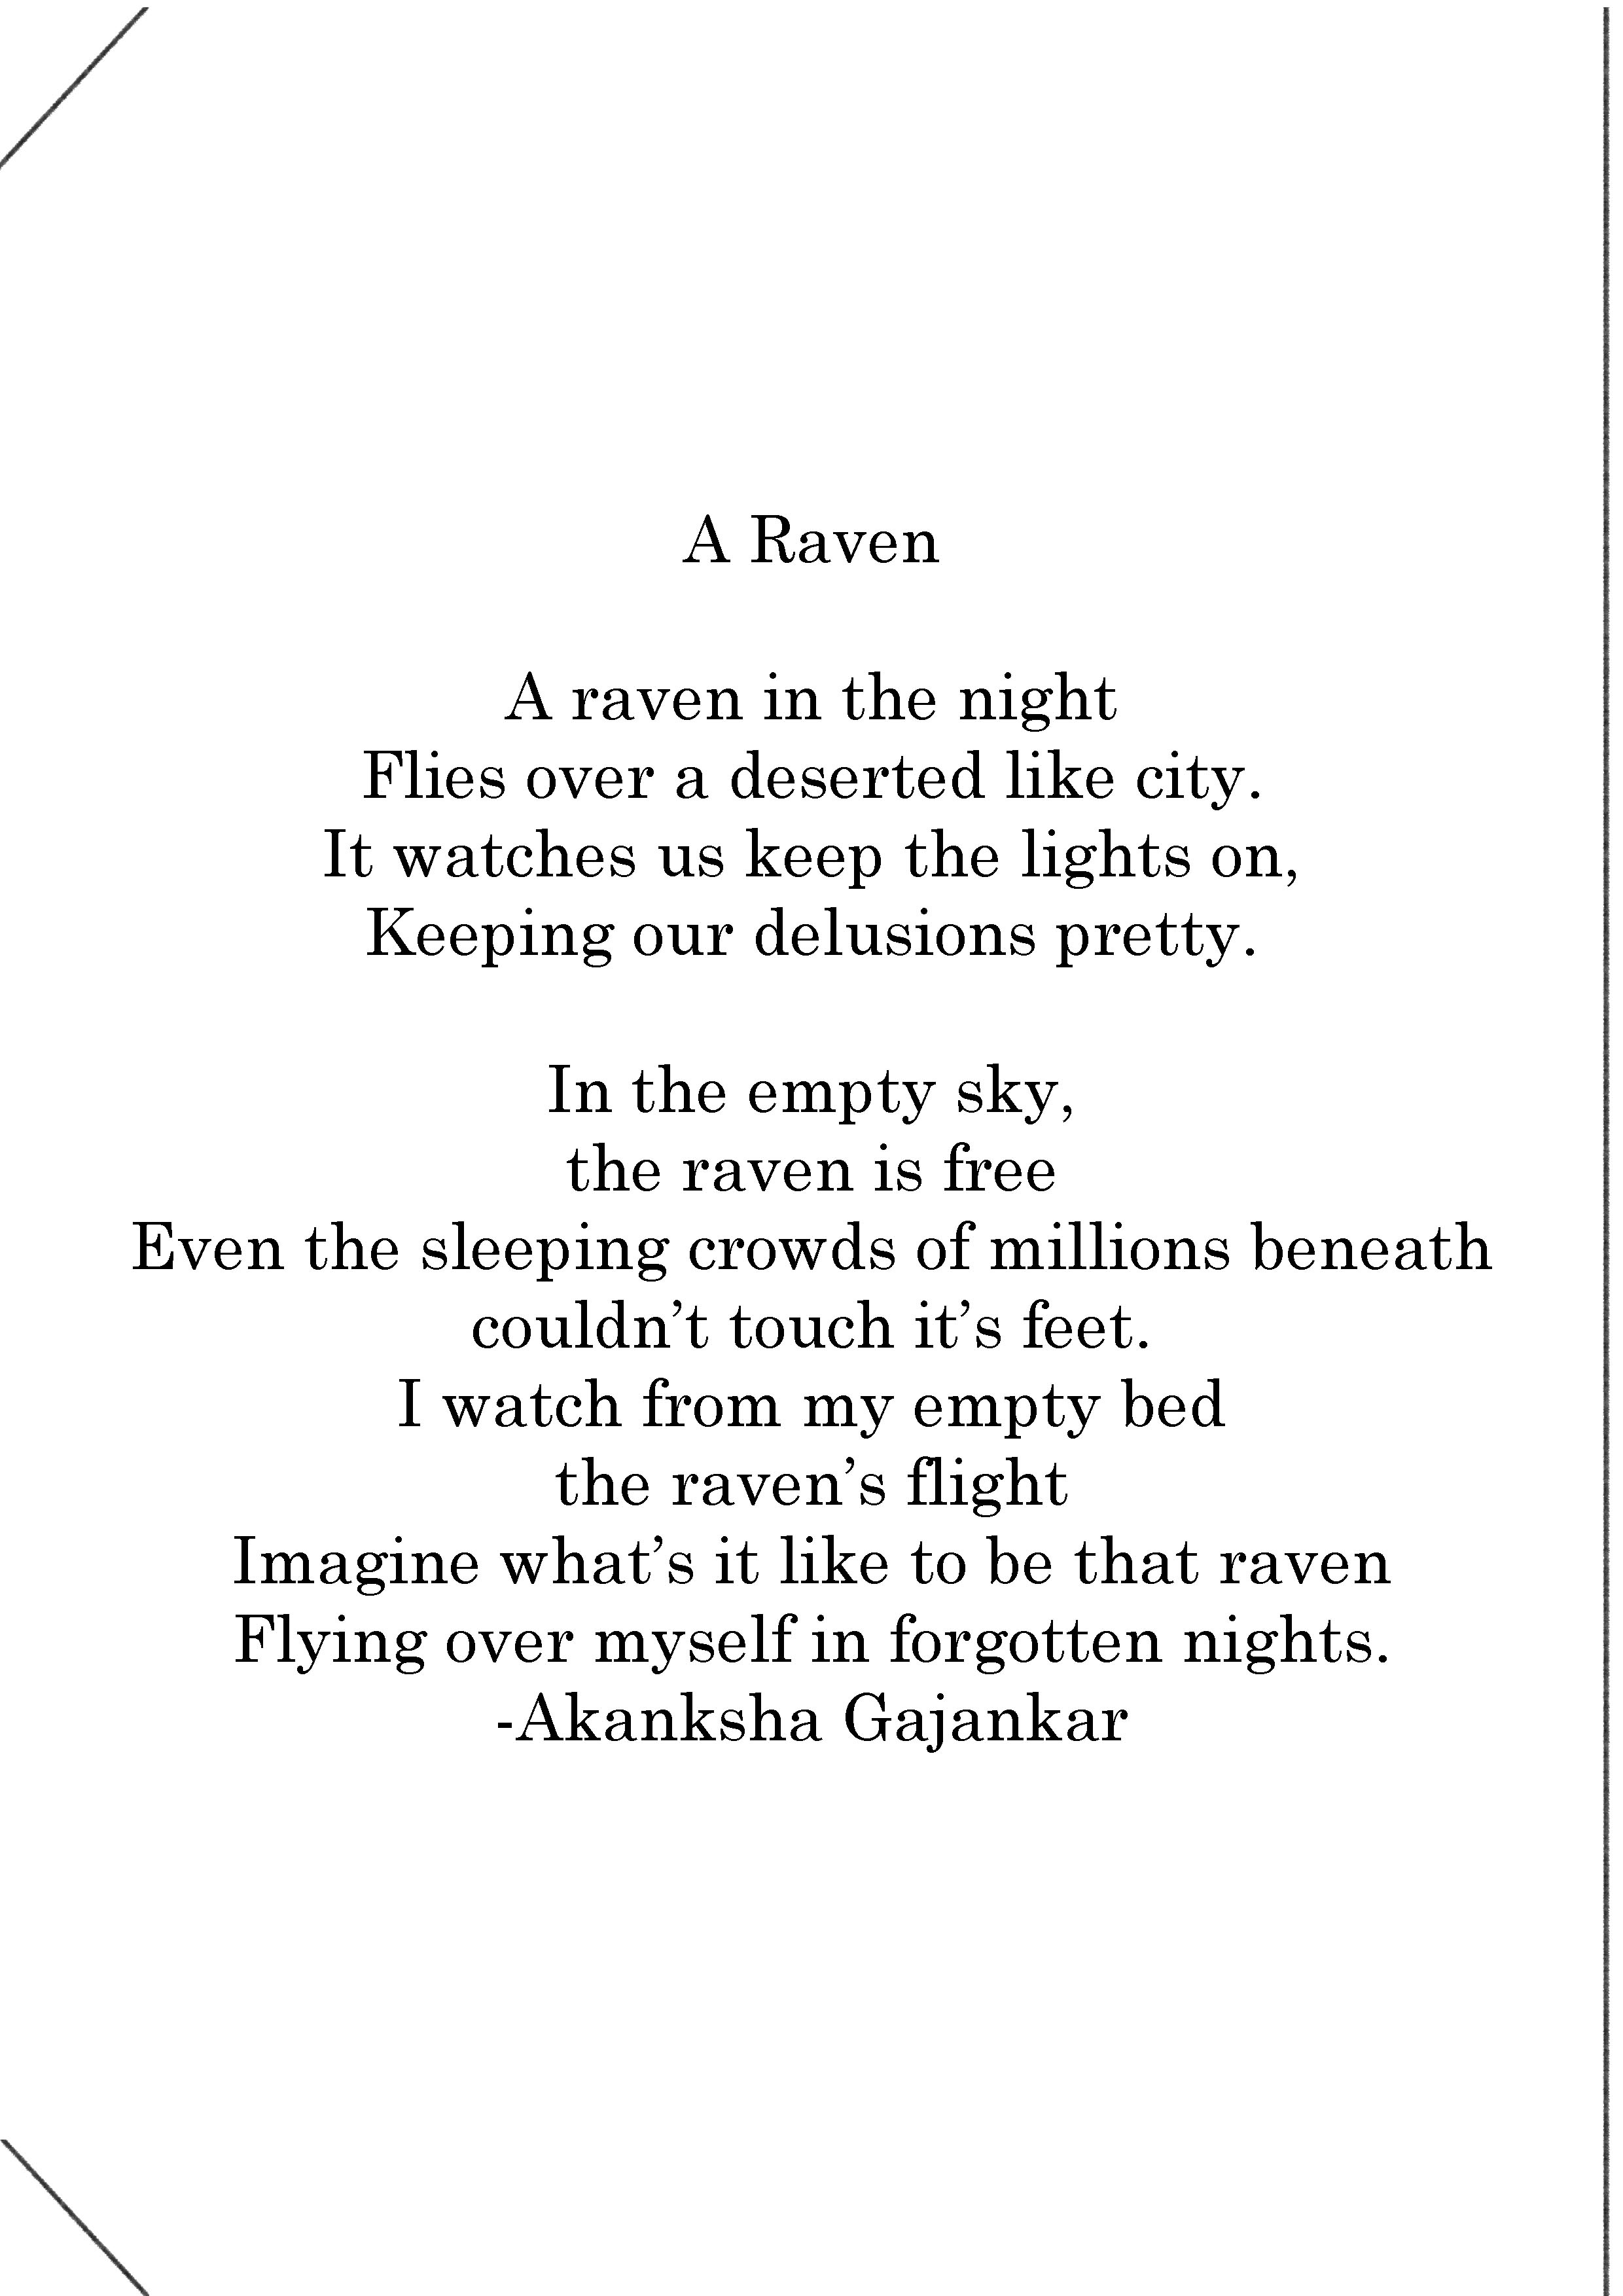 A Raven
A raven in the night
Flies over a deserted like city.
It watches us keep the lights on,
Keeping our delusions pretty.
In the empty sky,
the raven is free
Even the sleeping crowds of millions beneath
couldn’t touch it’s feet.
I watch from my empty bed
the raven’s flight
Imagine what’s it like to be that raven
Flying over myself in forgotten nights.
-Akanksha Gajankar